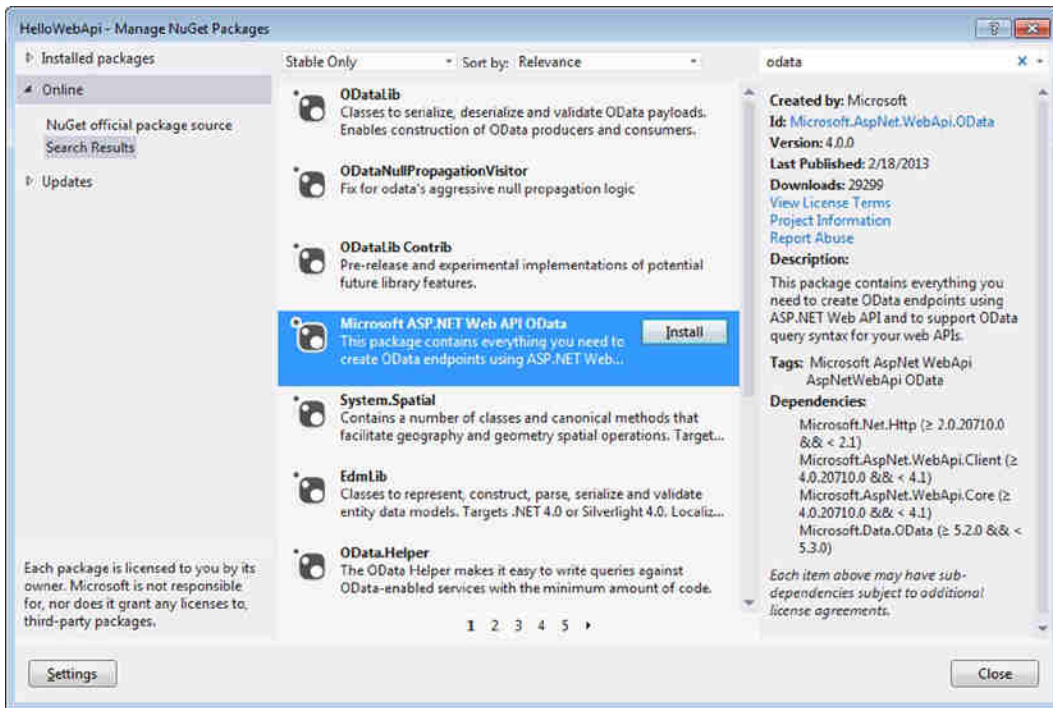 HelloWebApi - Manage NuGet Packages
Installed packages
Online
NuGet official package source
Search Results
Updates
Each package is licensed to you by its
owner. Microsoft is not responsible
for, nor does it grant any licenses to,
third-party packages.
Stable Only
Sort by: Relevance
ODataLib
Classes to serialize, deserialize and validate OData payloads.
Enables construction of OData producers and consumers.
ODataNullPropagationVisitor
Fix for odata's aggressive null propagation logic
ODataLib Contrib
Pre-release and experimental implementations of potential
future library features.
Microsoft ASP.NET Web API OData
This package contains everything you need to
create OData endpoints using ASP.NET Web...
Install
System.Spatial
Contains a number of classes and canonical methods that
facilitate geography and geometry spatial operations. Target...
EdmLib
Classes to represent, construct, parse, serialize and validate
entity data models. Targets .NET 4.0 or Silverlight 4.0. Localiz...
OData.Helper
The OData Helper makes it easy to write queries against
OData-enabled services with the minimum amount of code.
1 2 3 4 5
odata
Created by: Microsoft
Id: Microsoft.AspNet.WebApi.OData
Version: 4.0.0
Last Published: 2/18/2013
Downloads: 29299
View License Terms
Project Information
Report Abuse
Description:
This package contains everything you
need to create OData endpoints using
ASP.NET Web API and to support OData
query syntax for your web APIs.
Tags: Microsoft AspNet WebApi
AspNetWebApi OData
Dependencies:
Microsoft.Net.Http (≥ 2.0.20710.0
&& < 2.1)
Microsoft.AspNet.WebApi.Client (≥
4.0.20710.0 && < 4.1)
Microsoft.AspNet.WebApi.Core (≥
4.0.20710.0 && < 4.1)
Microsoft.Data.OData (≥ 5.2.0 && <
5.3.0)
Each item above may have sub-
dependencies subject to additional
license agreements.
Settings
Close